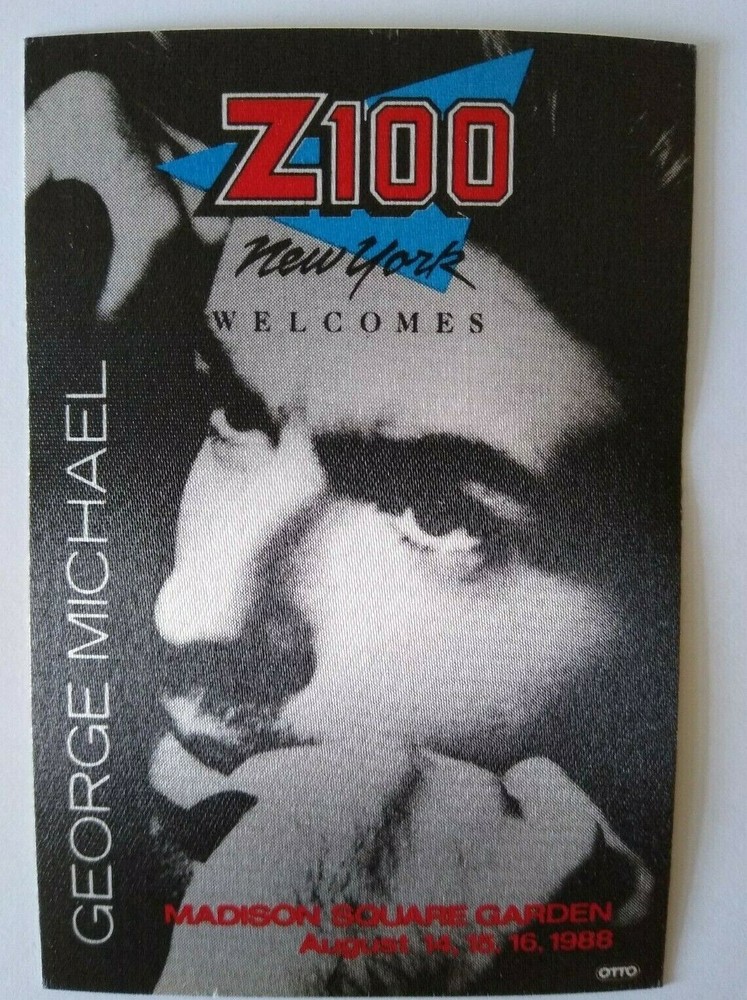 Z100
New York
WELCOMES
GEORGE MICHAEL
MADISON SQUARE GARDEN
August 14, 15, 16, 1988
OTTO